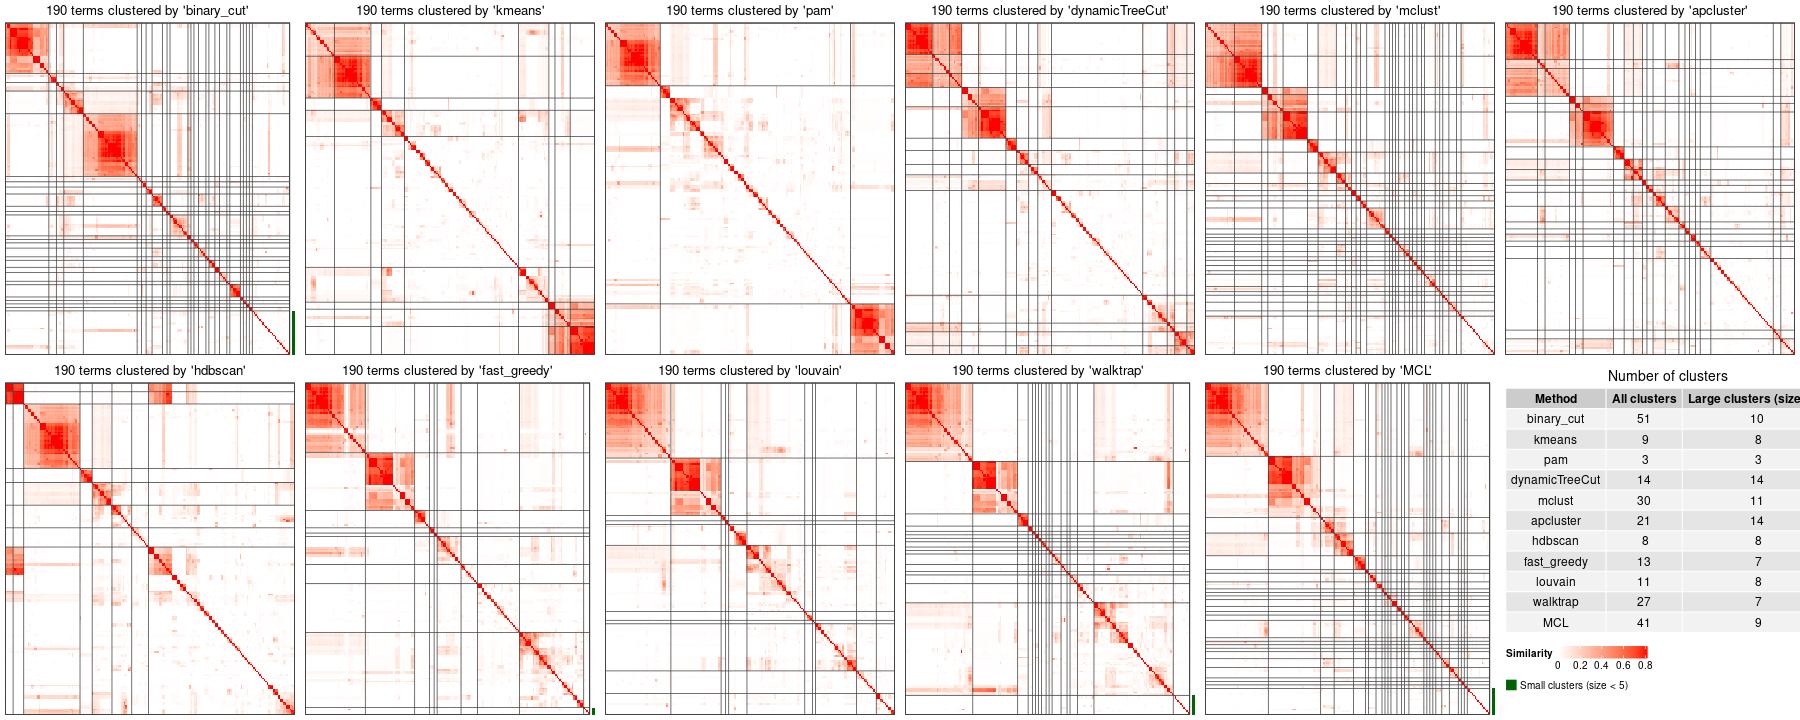 190 terms clustered by 'binary_cut'
190 terms clustered by 'kmeans'
190 terms clustered by 'pam'
190 terms clustered by 'dynamicTreeCut'
190 terms clustered by 'mclust'
190 terms clustered by 'apcluster'
190 terms clustered by 'hdbscan'
190 terms clustered by 'fast_greedy'
190 terms clustered by 'louvain'
190 terms clustered by 'walktrap'
190 terms clustered by 'MCL'
Number of clusters
Method All clusters Large clusters (size
binary_cut 51 10
kmeans 9 8
pam 3 3
dynamicTreeCut 14 14
mclust 30 11
apcluster 21 14
hdbscan 8 8
fast_greedy 13 7
louvain 11 8
walktrap 27 7
MCL 41 9
Similarity
0 0.2 0.4 0.6 0.8
Small clusters (size < 5)